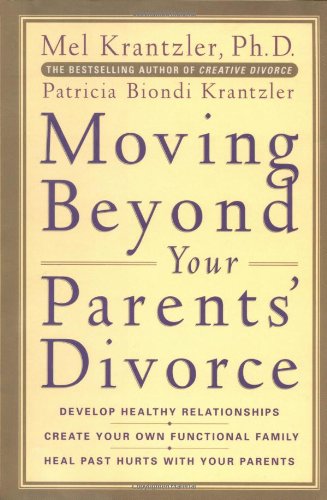 Mel Krantzler, Ph.D.
THE BESTSELLING AUTHOR OF CREATIVE DIVORCE
Patricia Biondi Krantzler
Moving
Beyond
Your
Parents'
Divorce
DEVELOP HEALTHY RELATIONSHIPS
CREATE YOUR OWN FUNCTIONAL FAMILY
HEAL PAST HURTS WITH YOUR PARENTS